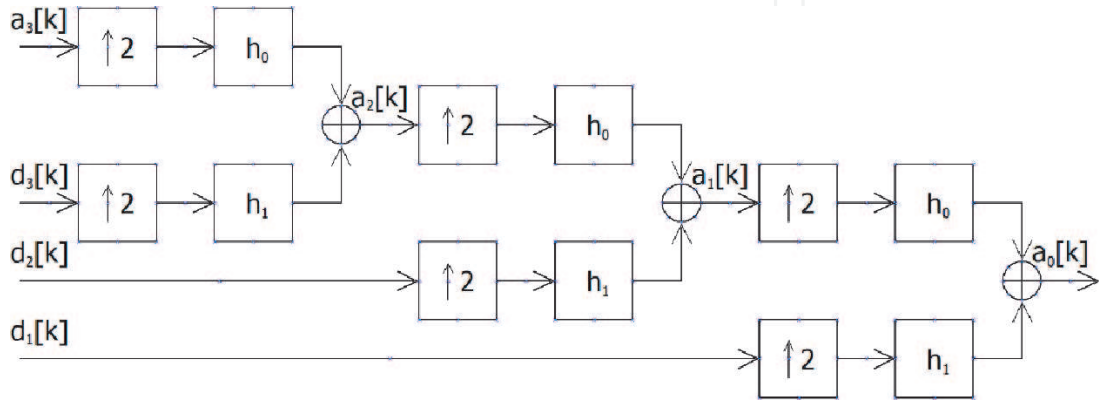 a₃[k]
↑2
h₀
a₂[k]
↑2
h₀
d₃[k]
↑2
h₁
a₁[k]
↑2
h₀
d₂[k]
↑2
h₁
a₀[k]
d₁[k]
↑2
h₁